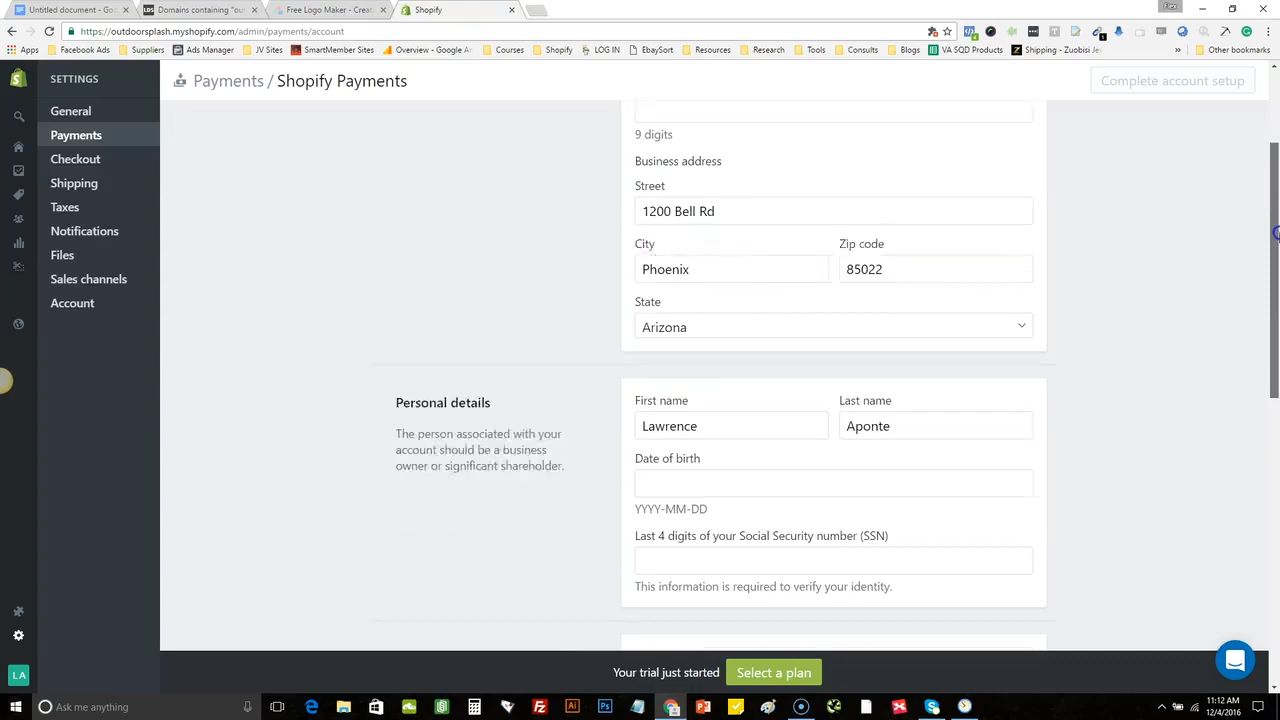 Untitled document - Goo
Domains containing "ou
Free Logo Maker - Creat
Shopify
https://outdoorsplash.myshopify.com/admin/payments/account
Apps
Facebook Ads
Suppliers
Ads Manager
JV Sites
SmartMember Sites
Overview – Google Ar
Courses
Shopify
LOG IN
EbaySort
Resources
Research
Tools
Consults
Blogs
VA SQD Products
Shipping - Zuobisi Je
»
Other bookmarks
SETTINGS
General
Payments
Checkout
Shipping
Taxes
Notifications
Files
Sales channels
Account
LA
Payments / Shopify Payments
Complete account setup
9 digits
Business address
Street
1200 Bell Rd
City
Zip code
Phoenix
85022
State
Arizona
Personal details
The person associated with your
account should be a business
owner or significant shareholder.
First name
Last name
Lawrence
Aponte
Date of birth
YYYY-MM-DD
Last 4 digits of your Social Security number (SSN)
This information is required to verify your identity.
Your trial just started
Select a plan
Ask me anything
11:12 AM
12/4/2016